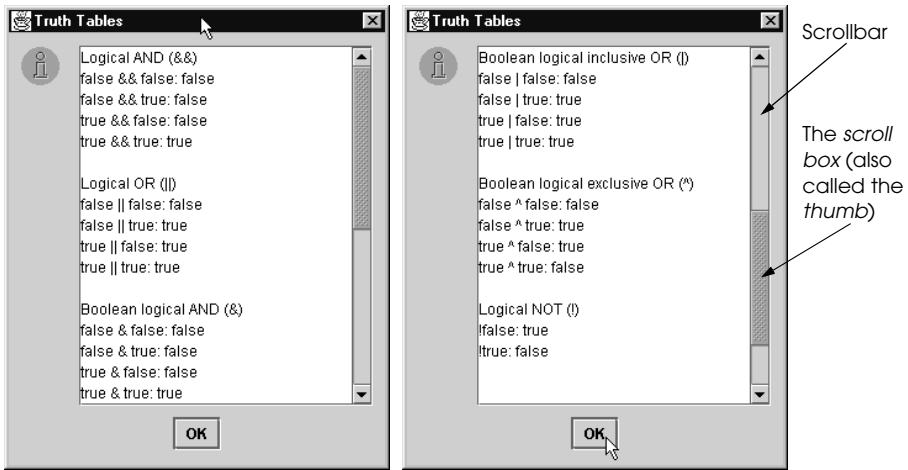 Truth Tables
Logical AND (&&)
false && false: false
false && true: false
true && false: false
true && true: true
Logical OR (||)
false || false: false
false || true: true
true || false: true
true || true: true
Boolean logical AND (&)
false & false: false
false & true: false
true & false: false
true & true: true
OK
Truth Tables
Boolean logical inclusive OR (|)
false | false: false
false | true: true
true | false: true
true | true: true
Boolean logical exclusive OR (^)
false ^ false: false
false ^ true: true
true ^ false: true
true ^ true: false
Logical NOT (!)
!false: true
!true: false
OK
Scrollbar
The scroll
box (also
called the
thumb)